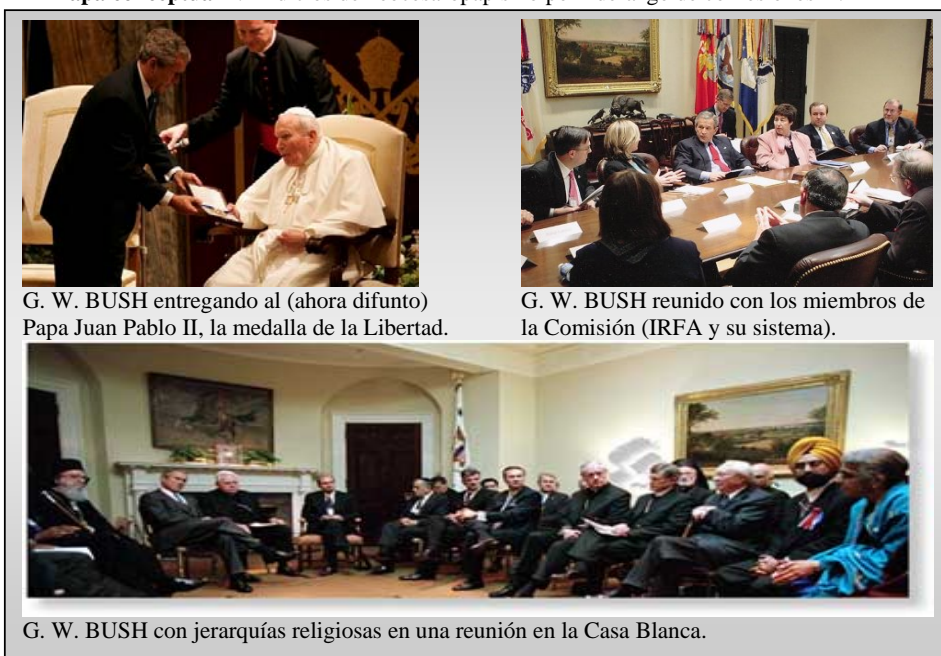 G. W. BUSH entregando al (ahora difunto)
Papa Juan Pablo II, la medalla de la Libertad.
G. W. BUSH reunido con los miembros de
la Comisión (IRFA y su sistema).
G. W. BUSH con jerarquías religiosas en una reunión en la Casa Blanca.